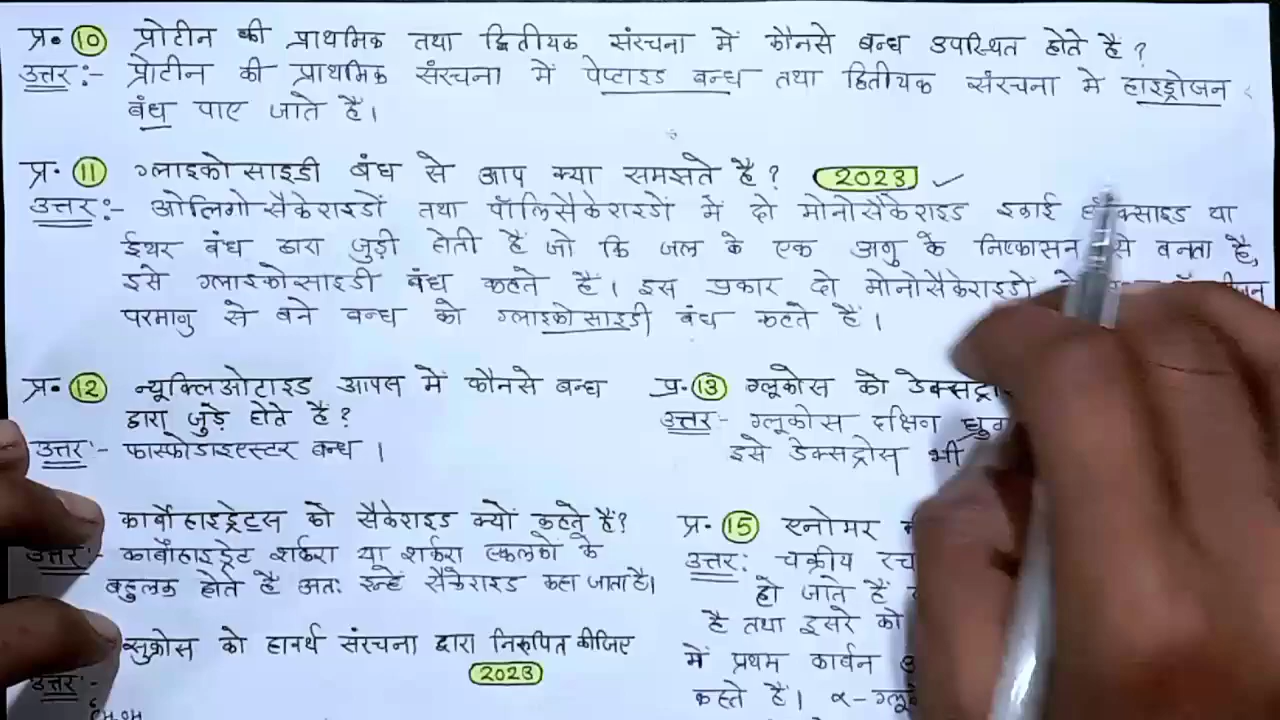 प्र. 10 प्रोटीन की प्राथमिक तथा द्वितीयक संरचना में कौनसे बन्ध उपस्थित होते हैं?
उत्तर:- प्रोटीन की प्राथमिक संरचना में पेप्टाइड बन्ध तथा द्वितीयक संरचना मे हाइड्रोजन
बंध पाए जाते हैं।
प्र. 11 ग्लाइकोसाइडी बंध से आप क्या समझते है? 2023
उत्तर:- ओलिगोसैकेराइडों तथा पॉलिसैकेराइडों में दो मोनोसैकेराइड इकाई या
ईथर बंध द्वारा जुड़ी होती हैं जो कि जल के एक अणु के निष्कासन से बनता है,
इसे ग्लाइकोसाइडी बंध कहते हैं। इस प्रकार दो मोनोसैकेराइडो
परमाणु से बने बन्ध को ग्लाइकोसाइडी बंध कहते हैं।
प्र. 12 न्यूक्लिओटाइड आपस में कौनसे बन्ध
द्वारा जुड़े होते हैं?
उत्तर:- फास्फोडाइएस्टर बन्ध।
प्र. 13 ग्लूकोस को
उत्तर:- ग्लूकोस दक्षिण
इसे डेक्सट्रोस भी
कार्बोहाइड्रेटस को सैकेराइड क्यों कहते हैं?
उत्तर:- कार्बोहाइड्रेट शर्करा या शर्करा एकलकों के
बहुलक होते हैं अतः इन्हें सैकेराइड कहा जाता है।
प्र. 15 एनोमर
उत्तर: चक्रीय
हो जाते हैं
है तथा दूसरे को
में प्रथम कार्बन
कहते हैं। α-
सुक्रोस को हावर्थ संरचना द्वारा निरूपित कीजिए
2023
उत्तर:-